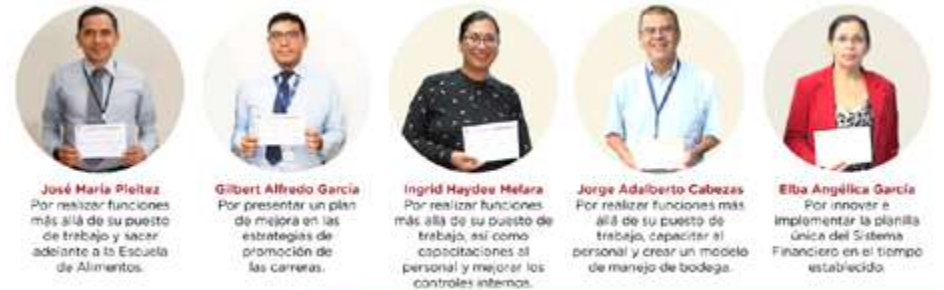 José María Pleitez
Por realizar funciones
más allá de su puesto
de trabajo y sacar
adelante a la Escuela
de Alimentos.
Gilbert Alfredo García
Por presentar un plan
de mejora en las
estrategias de
promoción de
las carreras.
Ingrid Haydee Melara
Por realizar funciones
más allá de su puesto de
trabajo, así como
capacitaciones al
personal y mejorar los
controles internos.
Jorge Adalberto Cabezas
Por realizar funciones más
allá de su puesto de
trabajo, capacitar al
personal y crear un modelo
de manejo de bodega.
Elba Angélica García
Por innovar e
implementar la planilla
única del Sistema
Financiero en el tiempo
establecido.